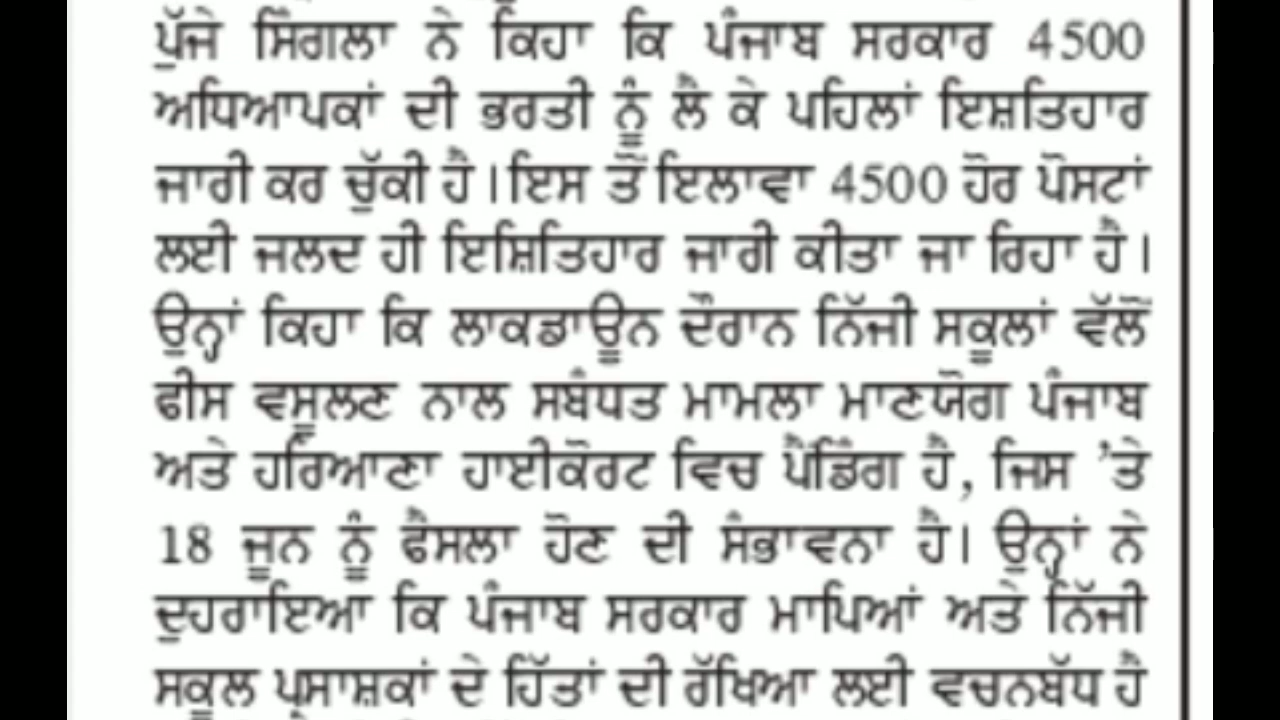 ਪੁੱਜੇ ਸਿੰਗਲਾ ਨੇ ਕਿਹਾ ਕਿ ਪੰਜਾਬ ਸਰਕਾਰ 4500
ਅਧਿਆਪਕਾਂ ਦੀ ਭਰਤੀ ਨੂੰ ਲੈ ਕੇ ਪਹਿਲਾਂ ਇਸ਼ਤਿਹਾਰ
ਜਾਰੀ ਕਰ ਚੁੱਕੀ ਹੈ। ਇਸ ਤੋਂ ਇਲਾਵਾ 4500 ਹੋਰ ਪੋਸਟਾਂ
ਲਈ ਜਲਦ ਹੀ ਇਸ਼ਿਤਿਹਾਰ ਜਾਰੀ ਕੀਤਾ ਜਾ ਰਿਹਾ ਹੈ।
ਉਨ੍ਹਾਂ ਕਿਹਾ ਕਿ ਲਾਕਡਾਊਨ ਦੌਰਾਨ ਨਿੱਜੀ ਸਕੂਲਾਂ ਵੱਲੋਂ
ਫੀਸ ਵਸੂਲਣ ਨਾਲ ਸਬੰਧਤ ਮਾਮਲਾ ਮਾਣਯੋਗ ਪੰਜਾਬ
ਅਤੇ ਹਰਿਆਣਾ ਹਾਈਕੋਰਟ ਵਿਚ ਪੈਂਡਿੰਗ ਹੈ, ਜਿਸ ’ਤੇ
18 ਜੂਨ ਨੂੰ ਫੈਸਲਾ ਹੋਣ ਦੀ ਸੰਭਾਵਨਾ ਹੈ। ਉਨ੍ਹਾਂ ਨੇ
ਦੁਹਰਾਇਆ ਕਿ ਪੰਜਾਬ ਸਰਕਾਰ ਮਾਪਿਆਂ ਅਤੇ ਨਿੱਜੀ
ਸਕੂਲ ਪ੍ਰਸਾਸ਼ਕਾਂ ਦੇ ਹਿੱਤਾਂ ਦੀ ਰੱਖਿਆ ਲਈ ਵਚਨਬੱਧ ਹੈ